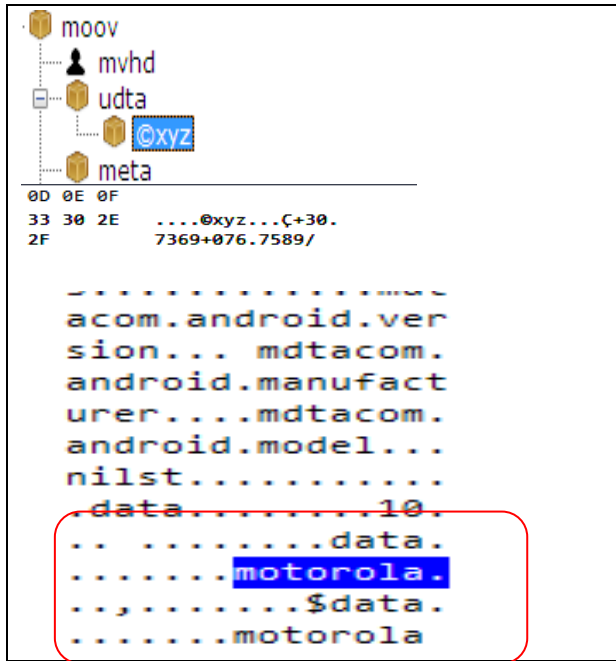 moov
mvhd
udta
©xyz
meta
0D 0E 0F
33 30 2E ....©xyz...Ç+30.
2F 7369+076.7589/
acom.android.ver
sion... mdtacom.
android.manufact
urer....mdtacom.
android.model...
nilst...........
.data........10.
.. ........data.
.......motorola.
..,.......$data.
.......motorola